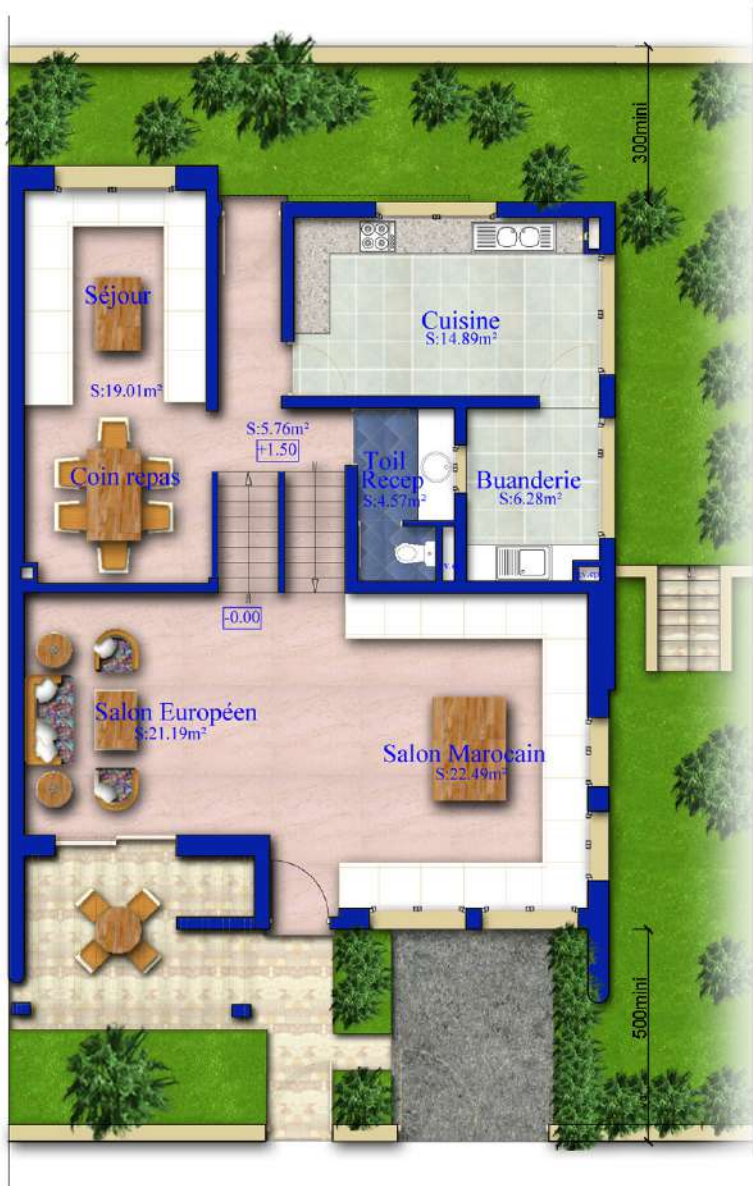 300mini
Séjour
S:19.01m²
Cuisine
S:14.89m²
S:5.76m²
+1.50
Coin repas
Toil
Recep
S:4.57m²
Buanderie
S:6.28m²
-0.00
Salon Européen
S:21.19m²
Salon Marocain
S:22.49m²
500mini